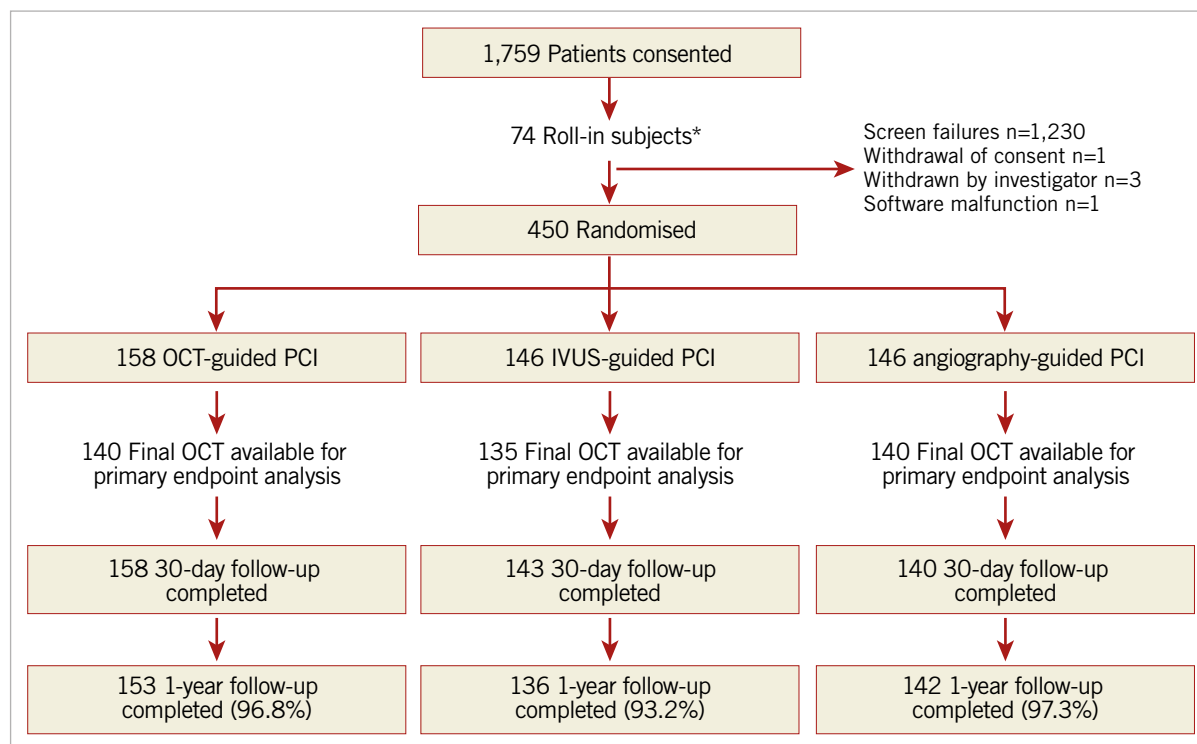 1,759 Patients consented
74 Roll-in subjects*
Screen failures n=1,230
Withdrawal of consent n=1
Withdrawn by investigator n=3
Software malfunction n=1
450 Randomised
158 OCT-guided PCI
146 IVUS-guided PCI
146 angiography-guided PCI
140 Final OCT available for
primary endpoint analysis
135 Final OCT available for
primary endpoint analysis
140 Final OCT available for
primary endpoint analysis
158 30-day follow-up
completed
143 30-day follow-up
completed
140 30-day follow-up
completed
153 1-year follow-up
completed (96.8%)
136 1-year follow-up
completed (93.2%)
142 1-year follow-up
completed (97.3%)